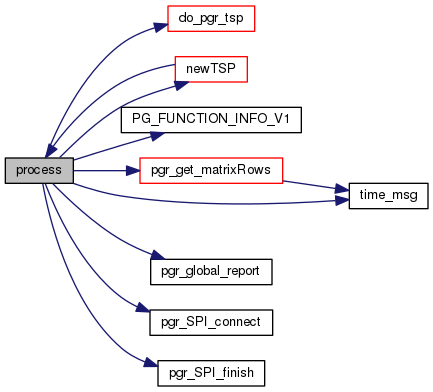 do_pgr_tsp
newTSP
PG_FUNCTION_INFO_V1
process
pgr_get_matrixRows
time_msg
pgr_global_report
pgr_SPI_connect
pgr_SPI_finish